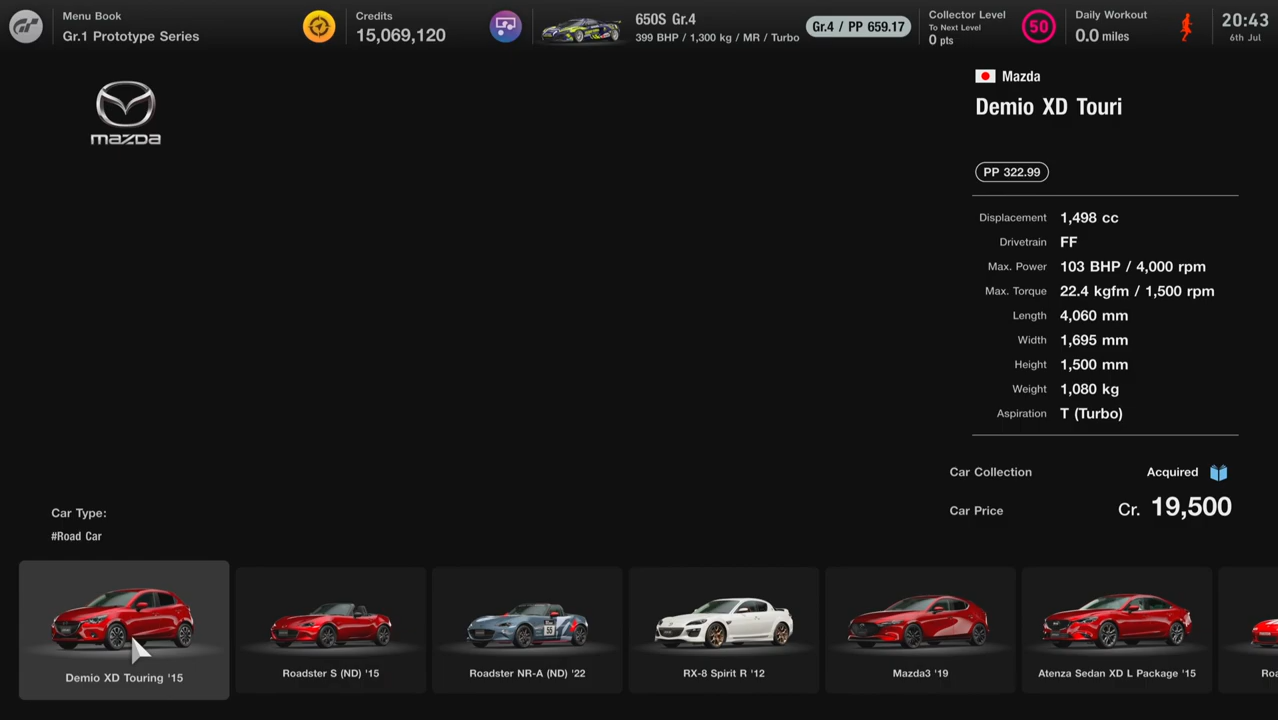 Menu Book
Gr.1 Prototype Series
Credits
15,069,120
650S Gr.4
399 BHP / 1,300 kg / MR / Turbo
Gr.4 / PP 659.17
Collector Level
To Next Level
0 pts
50
Daily Workout
0.0 miles
20:43
6th Jul
mazda
Mazda
Demio XD Touri
PP 322.99
Displacement 1,498 cc
Drivetrain FF
Max. Power 103 BHP / 4,000 rpm
Max. Torque 22.4 kgfm / 1,500 rpm
Length 4,060 mm
Width 1,695 mm
Height 1,500 mm
Weight 1,080 kg
Aspiration T (Turbo)
Car Collection Acquired
Car Price Cr. 19,500
Car Type:
#Road Car
Demio XD Touring '15
Roadster S (ND) '15
Roadster NR-A (ND) '22
55
RX-8 Spirit R '12
Mazda3 '19
Atenza Sedan XD L Package '15
Roa